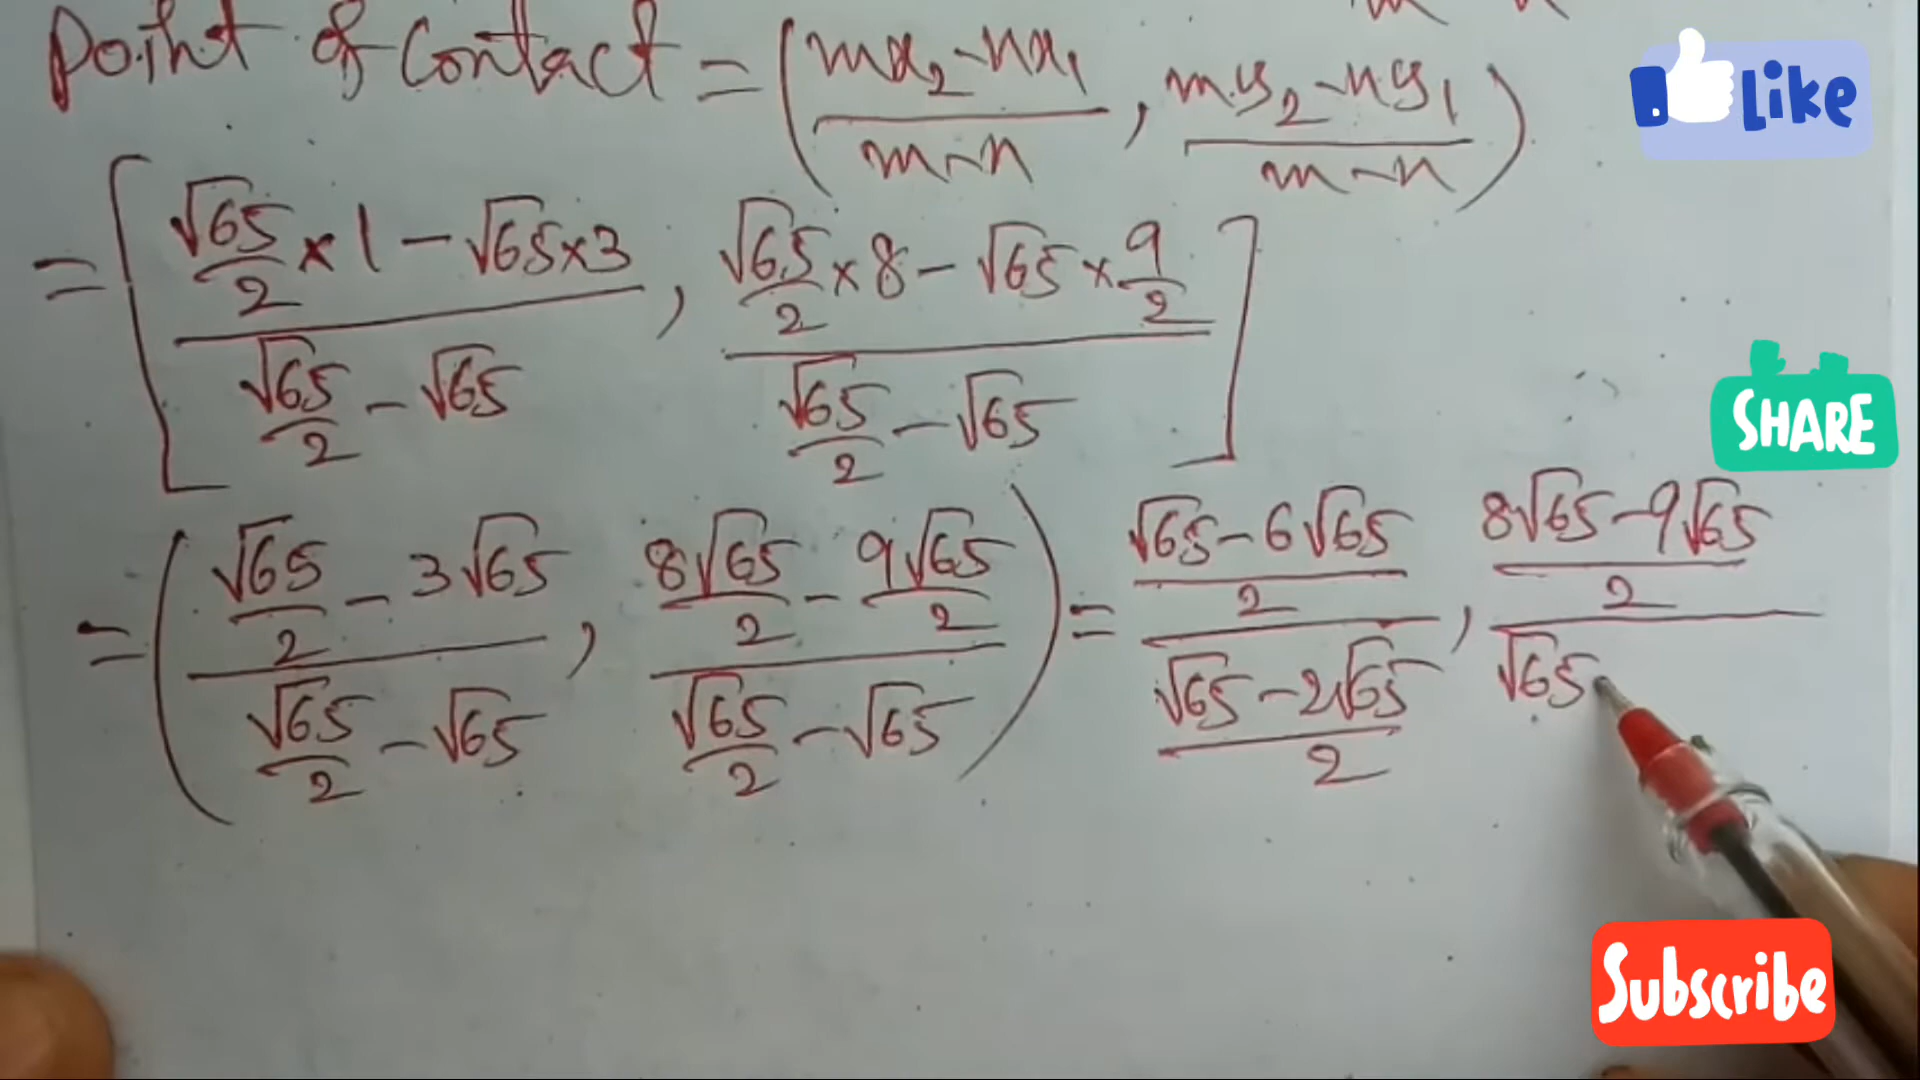 Point of Contact = (mx₂-nx₁/m-n, my₂-ny₁/m-n)
= [√65/2 × 1 - √65 × 3 / √65/2 - √65, √65/2 × 8 - √65 × 9/2 / √65/2 - √65]
= (√65/2 - 3√65 / √65/2 - √65, 8√65/2 - 9√65/2 / √65/2 - √65) = √65 - 6√65/2 / √65 - 2√65/2, 8√65 - 9√65/2 / √65
Like
SHARE
Subscribe